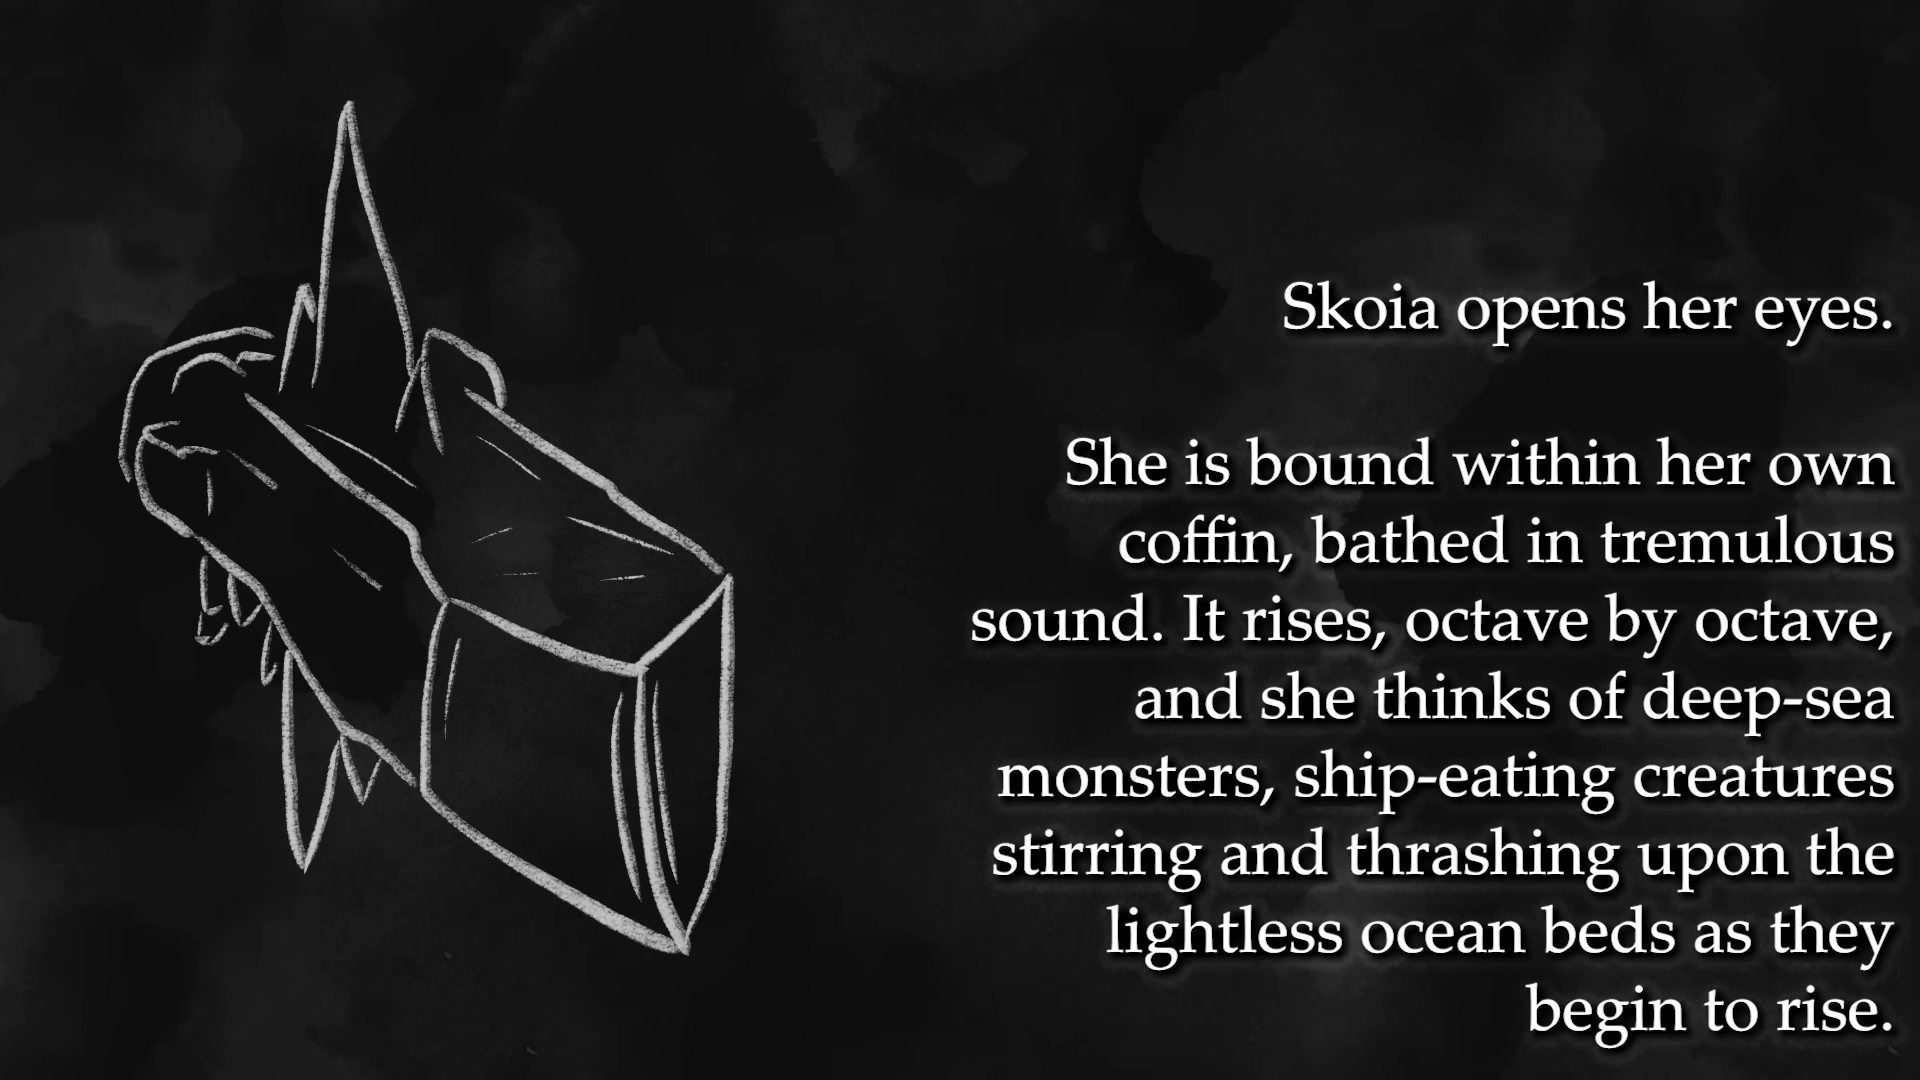 Skoia opens her eyes.
She is bound within her own
coffin, bathed in tremulous
sound. It rises, octave by octave,
and she thinks of deep-sea
monsters, ship-eating creatures
stirring and thrashing upon the
lightless ocean beds as they
begin to rise.